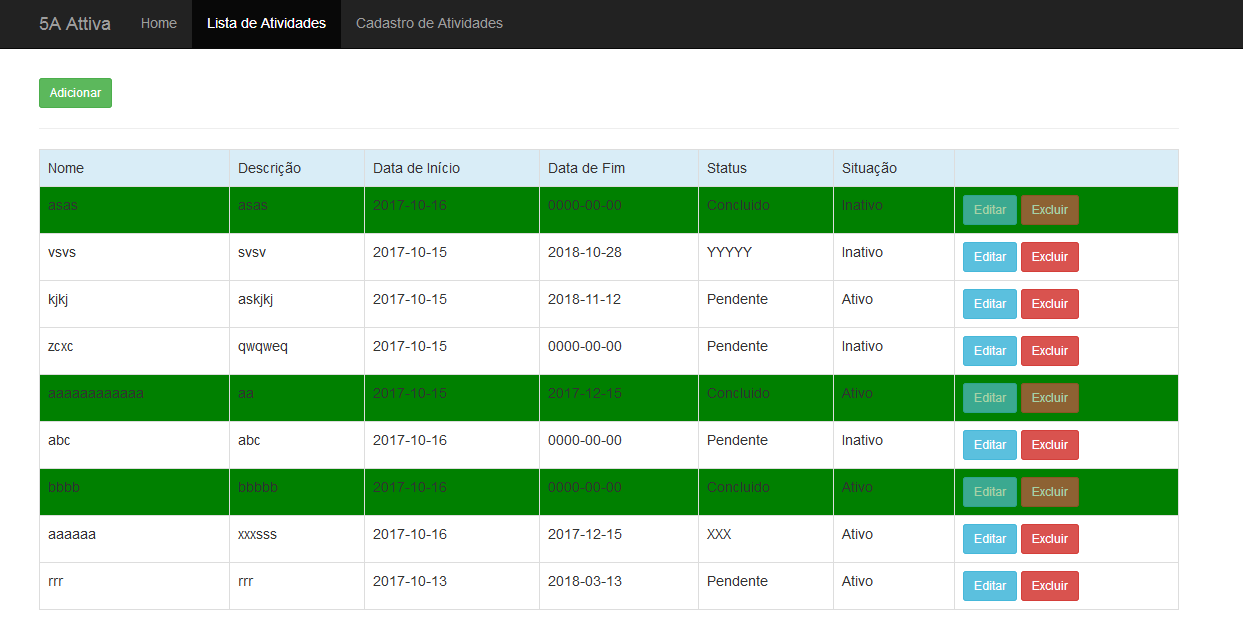 5A Attiva Home Lista de Atividades Cadastro de Atividades
Adicionar
Nome Descrição Data de Início Data de Fim Status Situação
asas asas 2017-10-16 0000-00-00 Concluido Inativo Editar Excluir
vsvs svsv 2017-10-15 2018-10-28 YYYYY Inativo Editar Excluir
kjkj askjkj 2017-10-15 2018-11-12 Pendente Ativo Editar Excluir
zcxc qwqweq 2017-10-15 0000-00-00 Pendente Inativo Editar Excluir
aaaaaaaaaaaa aa 2017-10-15 2017-12-15 Concluido Ativo Editar Excluir
abc abc 2017-10-16 0000-00-00 Pendente Inativo Editar Excluir
bbbb bbbbb 2017-10-16 0000-00-00 Concluido Ativo Editar Excluir
aaaaaa xxxsss 2017-10-16 2017-12-15 XXX Ativo Editar Excluir
rrr rrr 2017-10-13 2018-03-13 Pendente Ativo Editar Excluir